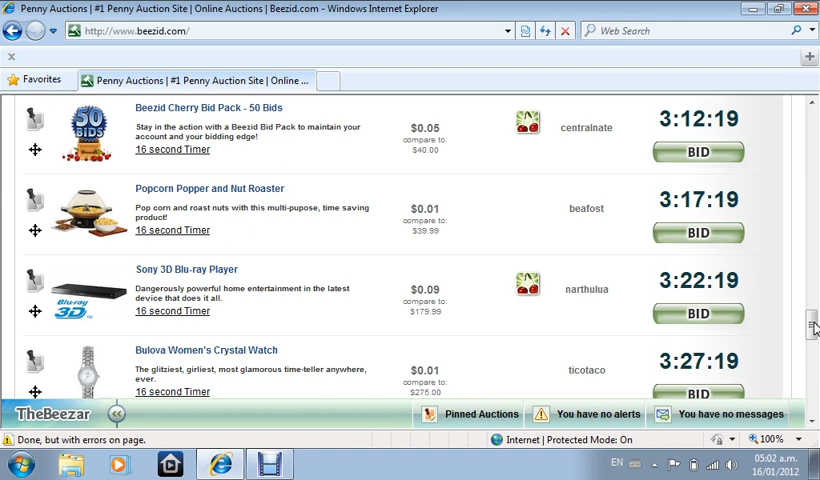 Penny Auctions | #1 Penny Auction Site | Online Auctions | Beezid.com - Windows Internet Explorer
http://www.beezid.com/
Web Search
x
Favorites
Penny Auctions | #1 Penny Auction Site | Online ...
50
BIDS
Beezid Cherry Bid Pack - 50 Bids
Stay in the action with a Beezid Bid Pack to maintain your
account and your bidding edge!
16 second Timer
$0.05
compare to:
$40.00
centralnate
3:12:19
BID
Popcorn Popper and Nut Roaster
Pop corn and roast nuts with this multi-pupose, time saving
product!
16 second Timer
$0.01
compare to:
$39.99
beafost
3:17:19
BID
Sony 3D Blu-ray Player
Dangerously powerful home entertainment in the latest
device that does it all.
16 second Timer
Blu-ray
3D
$0.09
compare to:
$179.99
narthulua
3:22:19
BID
Bulova Women's Crystal Watch
The glitziest, girliest, most glamorous time-teller anywhere,
ever.
16 second Timer
$0.01
compare to:
$275.00
ticotaco
3:27:19
BID
TheBeezar
Pinned Auctions
You have no alerts
You have no messages
Done, but with errors on page.
Internet | Protected Mode: On
100%
EN
05:02 a.m.
16/01/2012